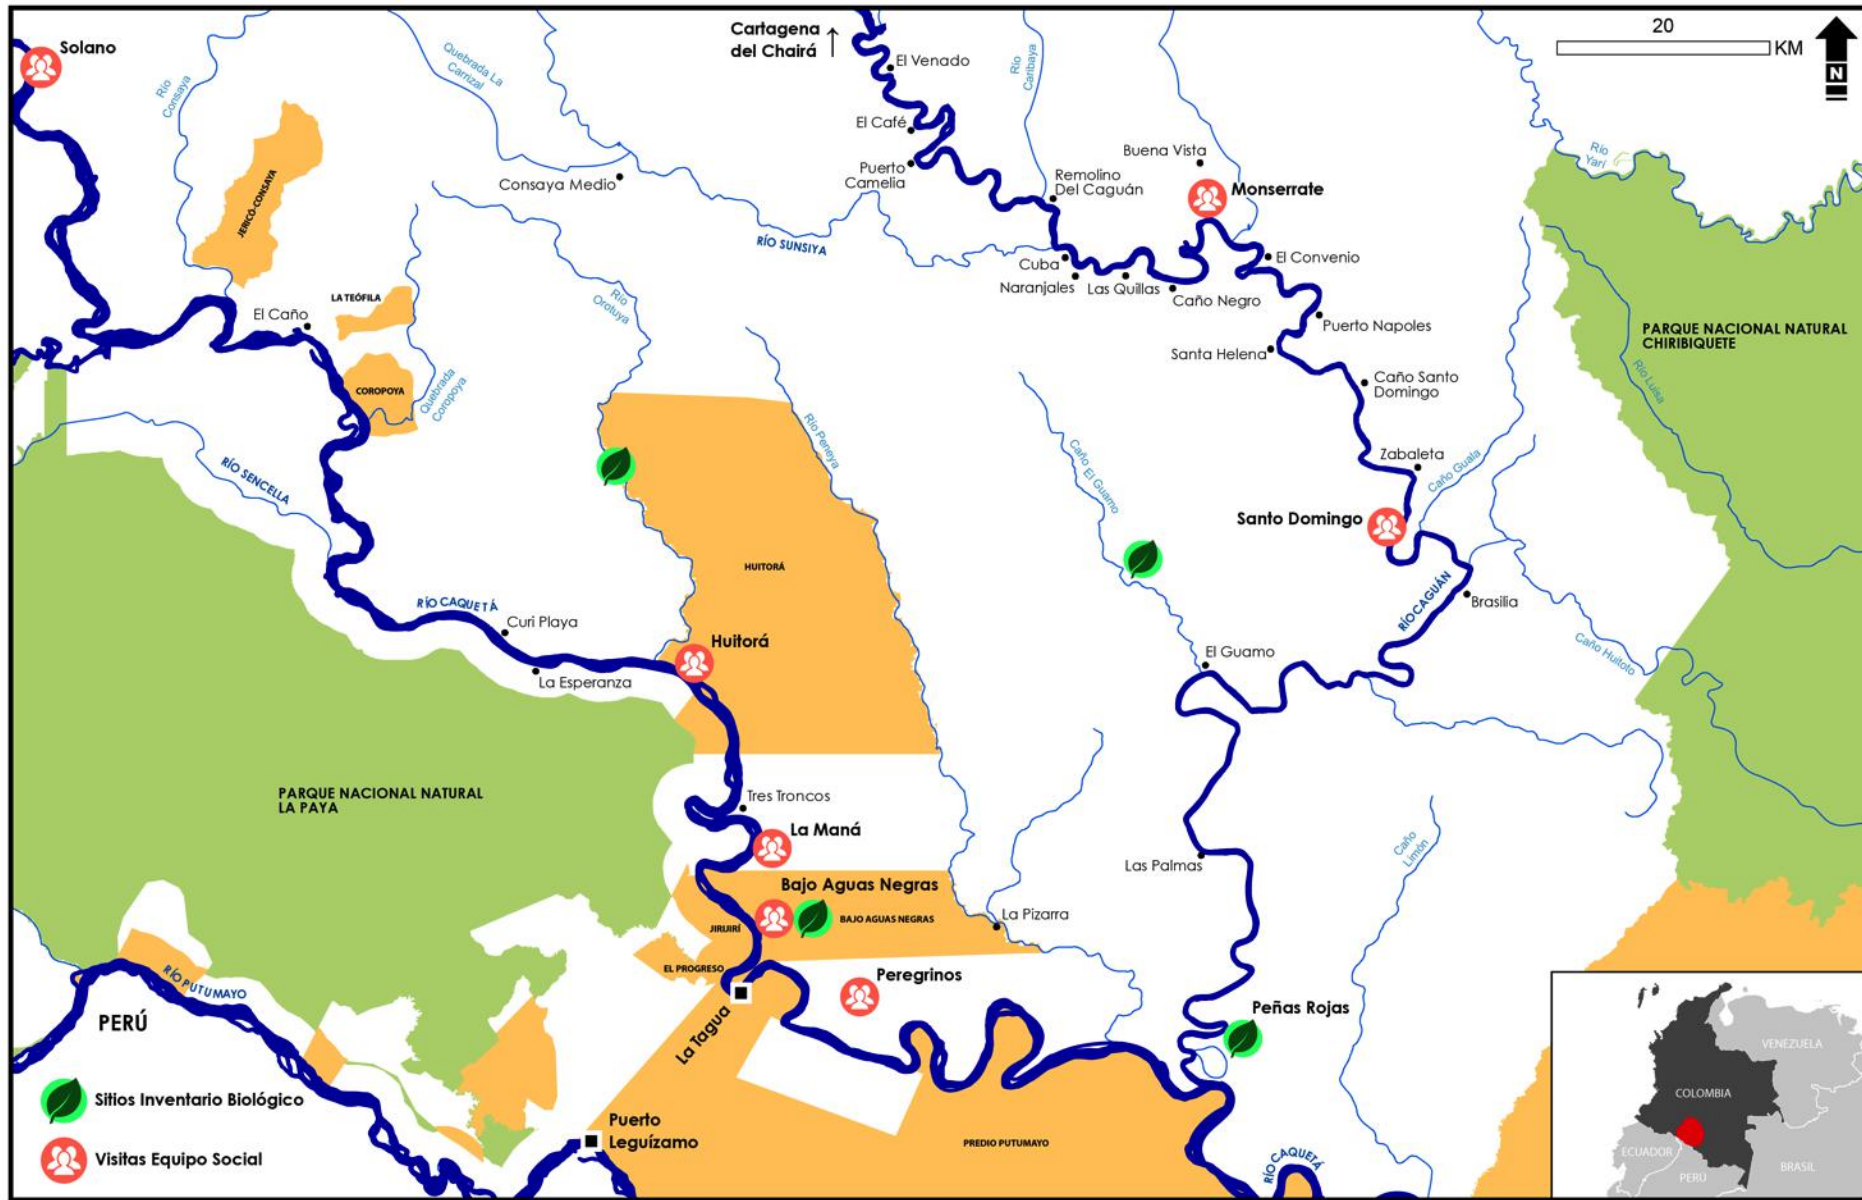 Solano
Río
Consaya
Quebrada La
Carrizal
Cartagena
del Chairá
El Venado
Río
Caribaya
20
KM
N
El Café
Puerto
Camelia
Consaya Medio
Buena Vista
Remolino
Del Caguán
Monserrate
Río
Yarí
JERICÓ-CONSAYA
RÍO SUNSIYA
Cuba
Naranjales
Las Quillas
Caño Negro
El Convenio
LA TEÓFILA
El Caño
Río
Orotuya
Puerto Napoles
Santa Helena
PARQUE NACIONAL NATURAL
CHIRIBIQUETE
COROPOYA
Quebrada
Coropoya
Caño Santo
Domingo
Río Luisa
Río Peneya
Caño El Guamo
Zabaleta
Caño Guala
RÍO SENCELLA
Santo Domingo
HUITORÁ
RÍO CAQUETÁ
Curi Playa
RÍO CAGUÁN
Brasilia
Huitorá
La Esperanza
El Guamo
Caño Huitoto
PARQUE NACIONAL NATURAL
LA PAYA
Tres Troncos
La Maná
Las Palmas
Caño
Limón
Bajo Aguas Negras
BAJO AGUAS NEGRAS
JIRIJIRÍ
La Pizarra
EL PROGRESO
Peregrinos
RÍO PUTUMAYO
PERÚ
La Tagua
Peñas Rojas
Sitios Inventario Biológico
Visitas Equipo Social
Puerto
Leguízamo
PREDIO PUTUMAYO
RÍO CAQUETÁ
VENEZUELA
COLOMBIA
ECUADOR
PERÚ
BRASIL